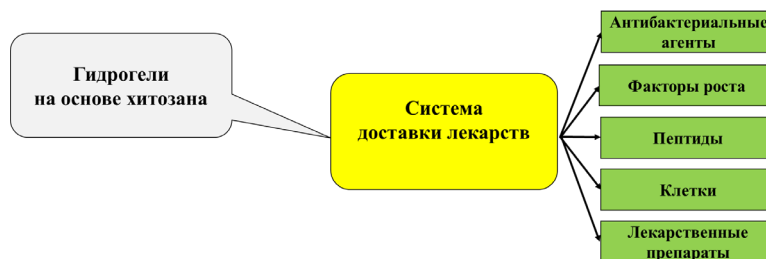 Гидрогели
на основе хитозана
Система
доставки лекарств
Антибактериальные
агенты
Факторы роста
Пептиды
Клетки
Лекарственные
препараты